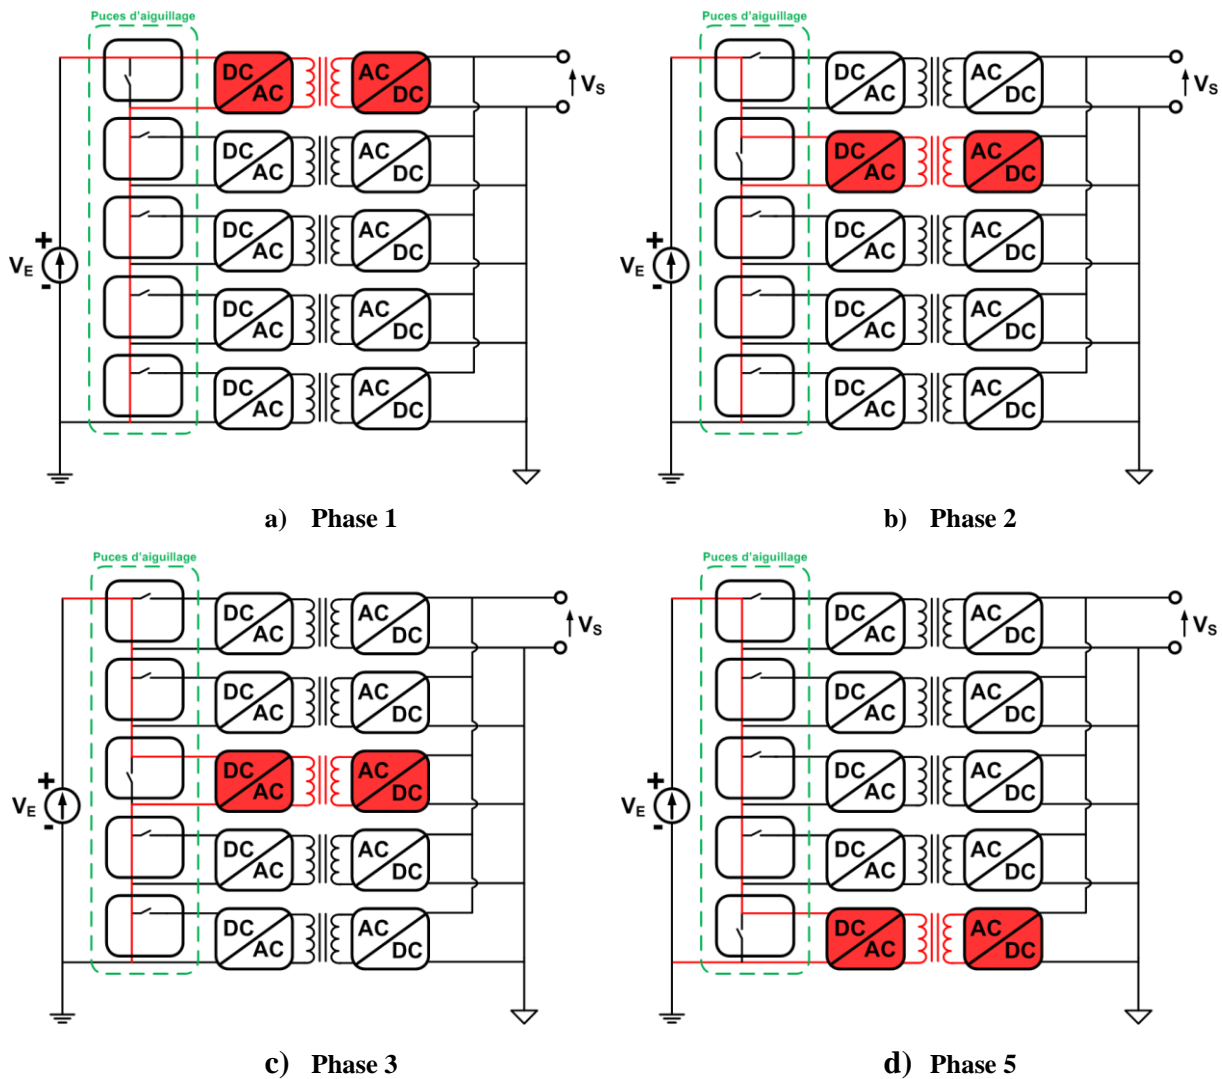 Puces d'aiguillage
DC AC AC DC
DC AC AC DC
DC AC AC DC
DC AC AC DC
DC AC AC DC
+
VE
-
VS
a) Phase 1
Puces d'aiguillage
DC AC AC DC
DC AC AC DC
DC AC AC DC
DC AC AC DC
DC AC AC DC
+
VE
-
VS
b) Phase 2
Puces d'aiguillage
DC AC AC DC
DC AC AC DC
DC AC AC DC
DC AC AC DC
DC AC AC DC
+
VE
-
VS
c) Phase 3
Puces d'aiguillage
DC AC AC DC
DC AC AC DC
DC AC AC DC
DC AC AC DC
DC AC AC DC
+
VE
-
VS
d) Phase 5